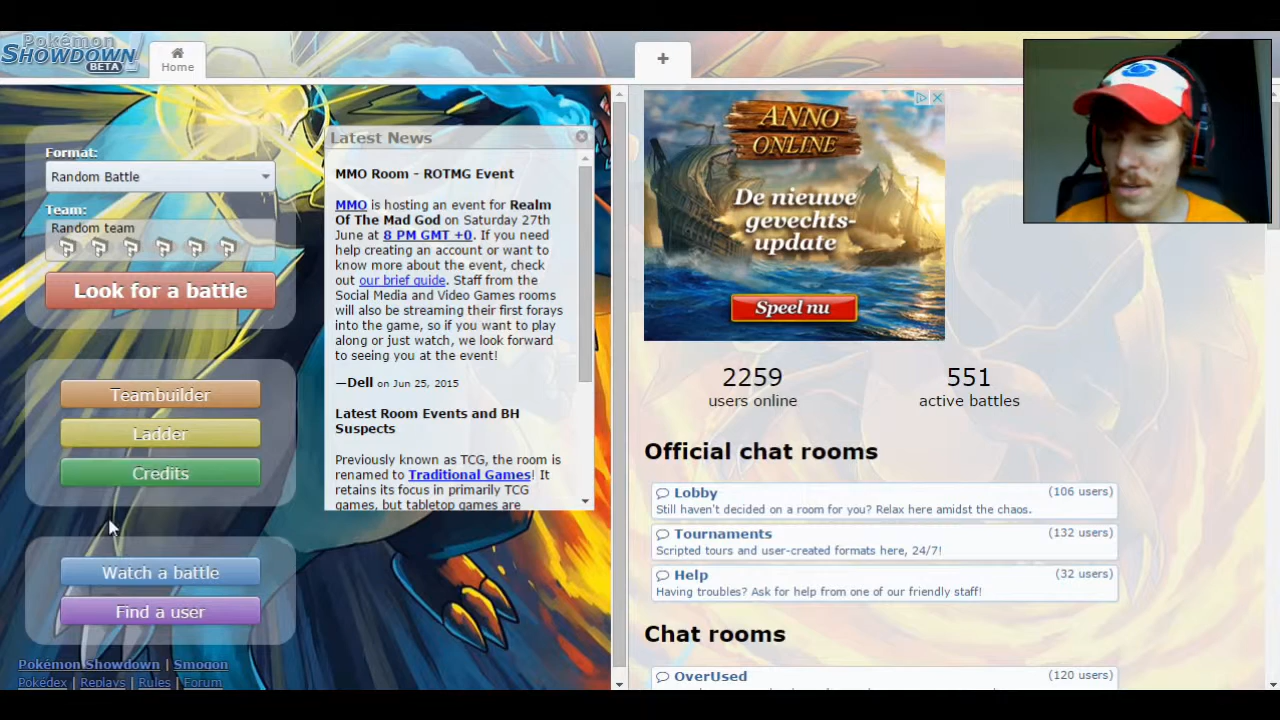 Pokémon
SHOWDOWN
BETA
Home
+
Format:
Random Battle
Team:
Random team
Look for a battle
Teambuilder
Ladder
Credits
Watch a battle
Find a user
Pokémon Showdown | Smogon
Pokédex | Replays | Rules | Forum
Latest News
MMO Room - ROTMG Event
MMO is hosting an event for Realm
Of The Mad God on Saturday 27th
June at 8 PM GMT +0. If you need
help creating an account or want to
know more about the event, check
out our brief guide. Staff from the
Social Media and Video Games rooms
will also be streaming their first forays
into the game, so if you want to play
along or just watch, we look forward
to seeing you at the event!
—Dell on Jun 25, 2015
Latest Room Events and BH
Suspects
Previously known as TCG, the room is
renamed to Traditional Games! It
retains its focus in primarily TCG
games, but tabletop games are
ANNO
ONLINE
De nieuwe
gevechts-
update
Speel nu
2259
users online
551
active battles
Official chat rooms
Lobby (106 users)
Still haven't decided on a room for you? Relax here amidst the chaos.
Tournaments (132 users)
Scripted tours and user-created formats here, 24/7!
Help (32 users)
Having troubles? Ask for help from one of our friendly staff!
Chat rooms
OverUsed (120 users)